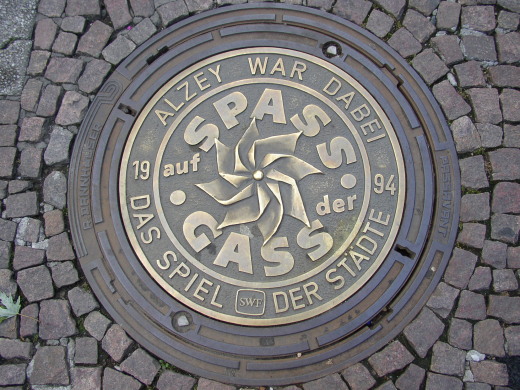 ALZEY WAR DABEI
19 94
DAS SPIEL DER STÄDTE
SWF
SPASS
auf
der
GASS